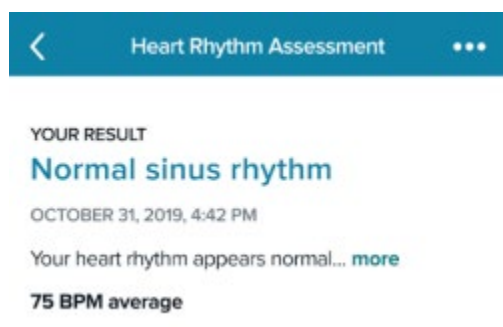 Heart Rhythm Assessment
YOUR RESULT
Normal sinus rhythm
OCTOBER 31, 2019, 4:42 PM
Your heart rhythm appears normal... more
75 BPM average